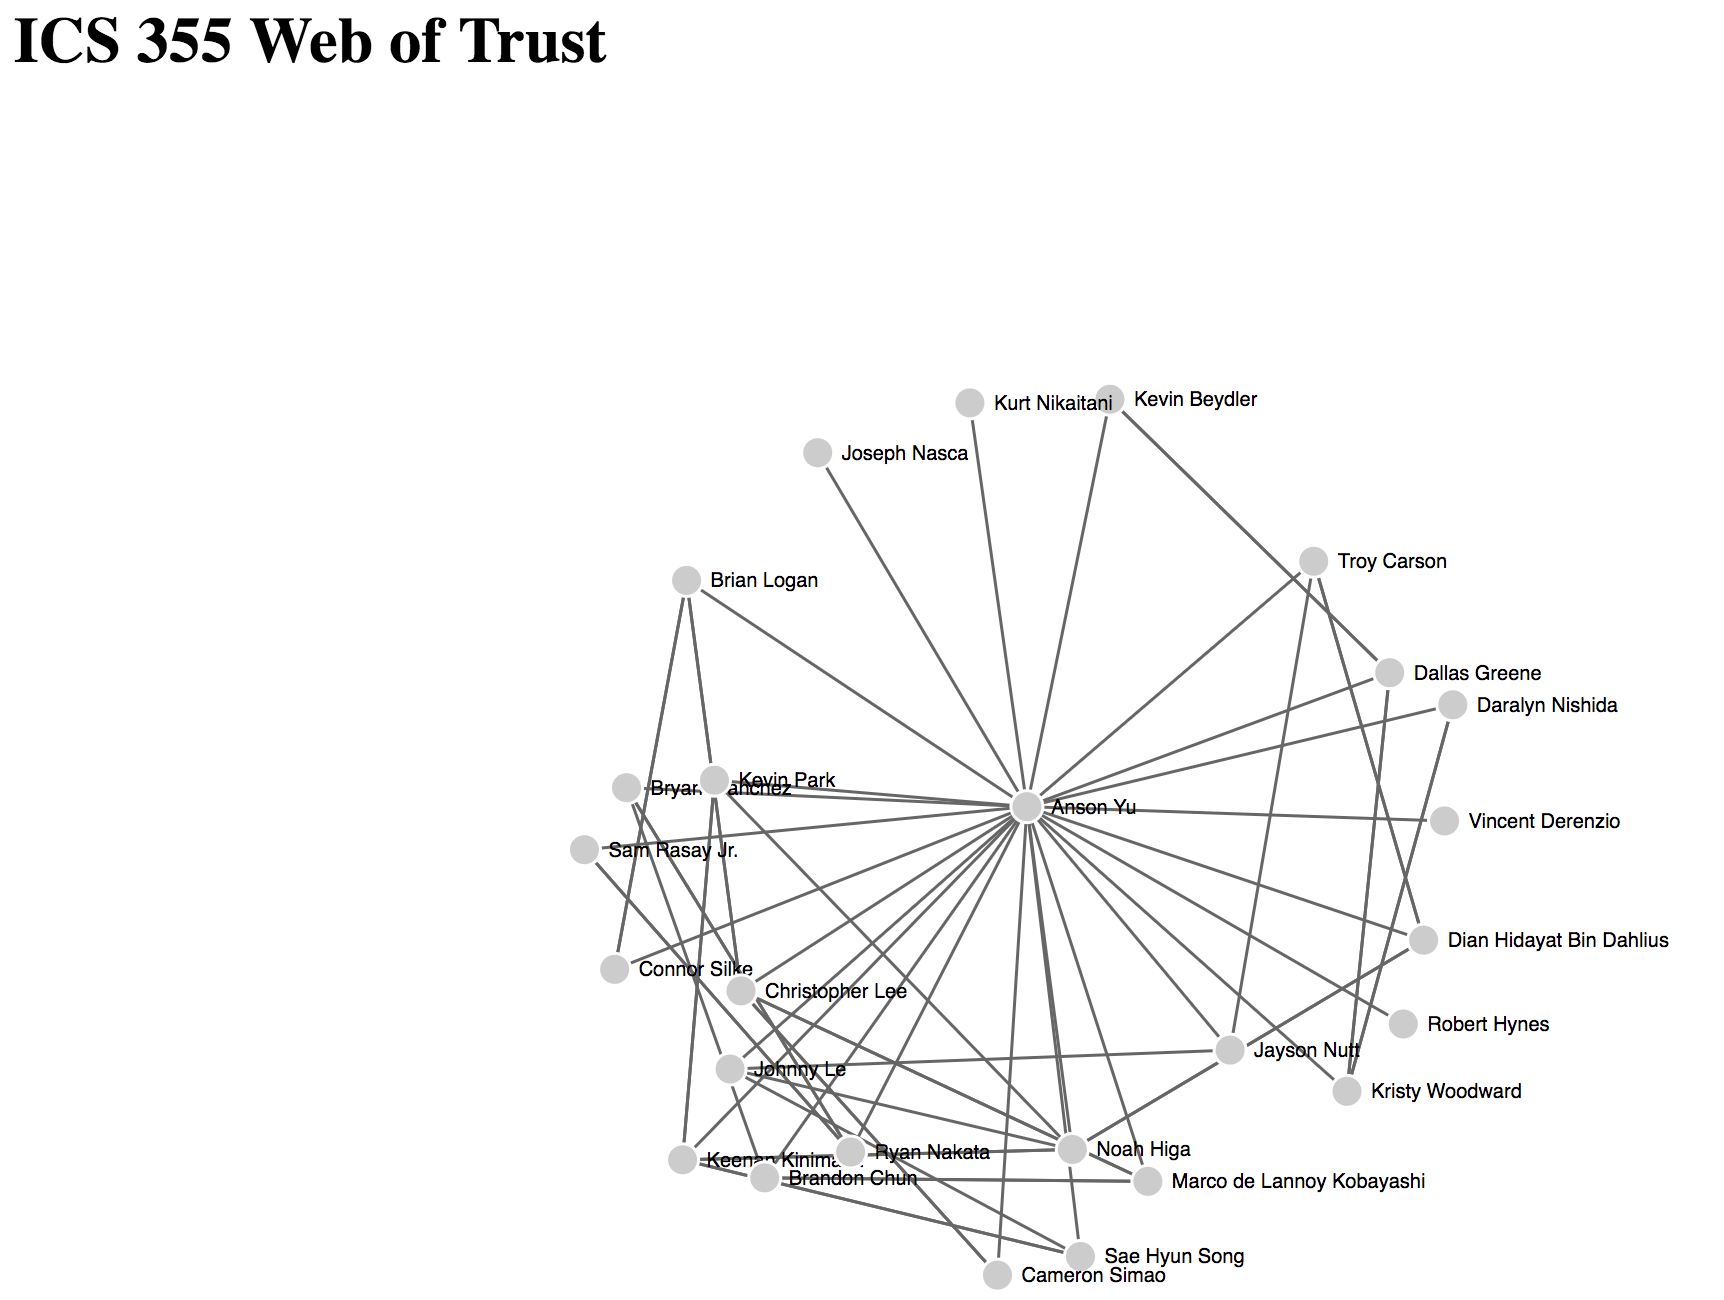 ICS 355 Web of Trust
Kevin Beydler
Kurt Nikaitani
Joseph Nasca
Troy Carson
Brian Logan
Dallas Greene
Daralyn Nishida
Kevin Park
Anson Yu
Vincent Derenzio
Sam Rasay Jr.
Dian Hidayat Bin Dahlius
Connor Silke
Christopher Lee
Robert Hynes
Jayson Nutt
Johnny Le
Kristy Woodward
Noah Higa
Ryan Nakata
Keenan
Brandon Chun
Marco de Lannoy Kobayashi
Sae Hyun Song
Cameron Simao